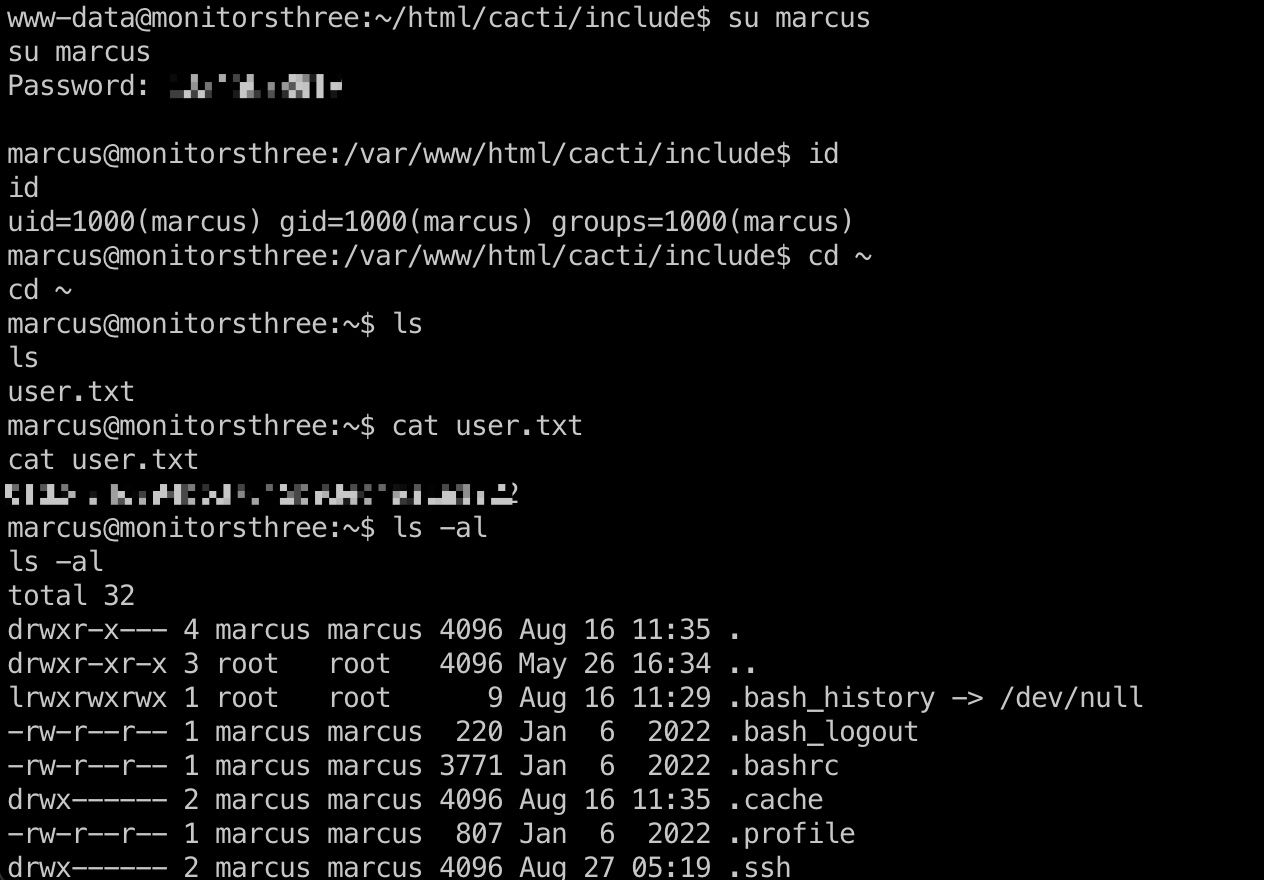 www-data@monitorsthree:~/html/cacti/include$ su marcus
su marcus
Password:
marcus@monitorsthree:/var/www/html/cacti/include$ id
id
uid=1000(marcus) gid=1000(marcus) groups=1000(marcus)
marcus@monitorsthree:/var/www/html/cacti/include$ cd ~
cd ~
marcus@monitorsthree:~$ ls
ls
user.txt
marcus@monitorsthree:~$ cat user.txt
cat user.txt
marcus@monitorsthree:~$ ls -al
ls -al
total 32
drwxr-x--- 4 marcus marcus 4096 Aug 16 11:35 .
drwxr-xr-x 3 root   root   4096 May 26 16:34 ..
lrwxrwxrwx 1 root   root      9 Aug 16 11:29 .bash_history -> /dev/null
-rw-r--r-- 1 marcus marcus  220 Jan  6  2022 .bash_logout
-rw-r--r-- 1 marcus marcus 3771 Jan  6  2022 .bashrc
drwx------ 2 marcus marcus 4096 Aug 16 11:35 .cache
-rw-r--r-- 1 marcus marcus  807 Jan  6  2022 .profile
drwx------ 2 marcus marcus 4096 Aug 27 05:19 .ssh